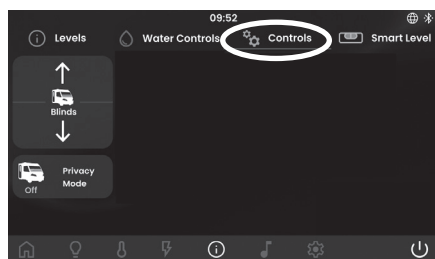 09:52
Levels
Water Controls
Controls
Smart Level
Blinds
Off
Privacy
Mode